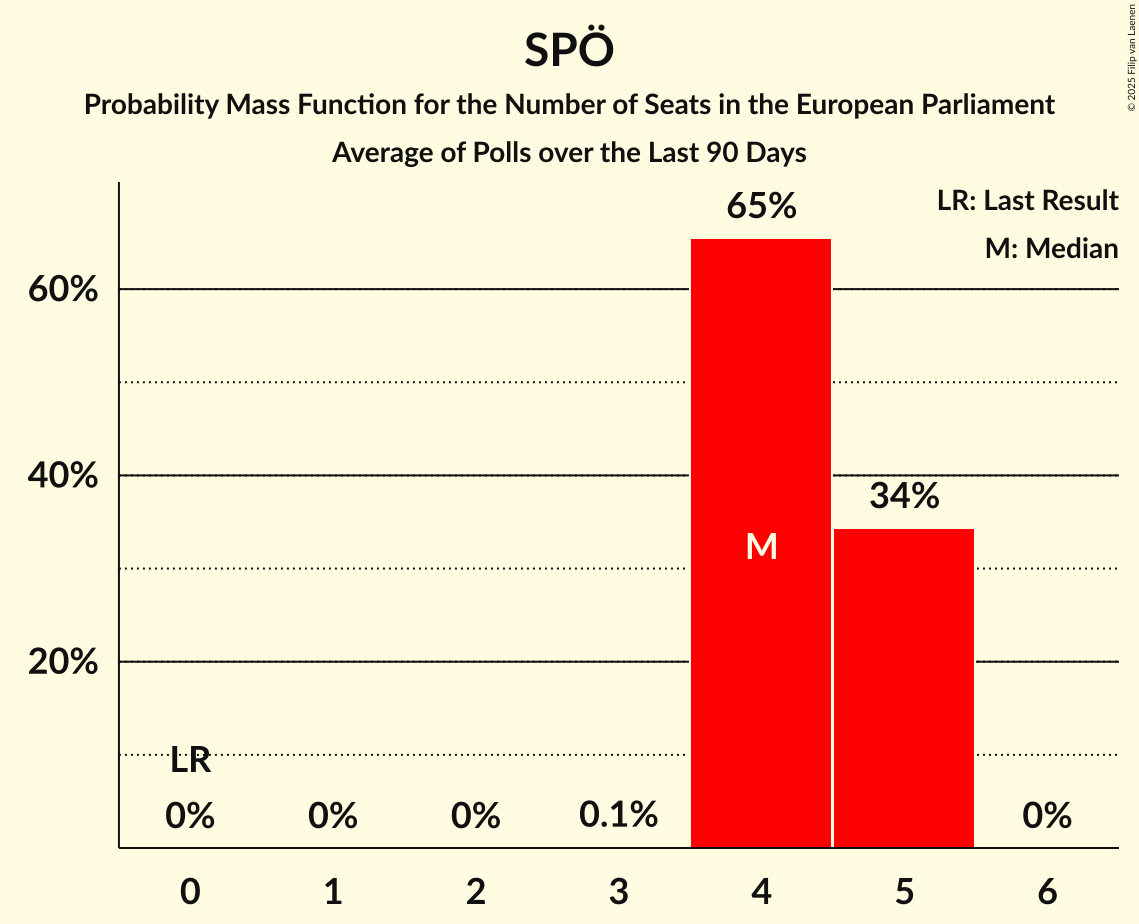 SPÖ
Probability Mass Function for the Number of Seats in the European Parliament
Average of Polls over the Last 90 Days
© 2025 Filip van Laenen
LR: Last Result
M: Median
65%
60%
40%
34%
M
20%
LR
0%
0%
0%
0.1%
0%
0
1
2
3
4
5
6